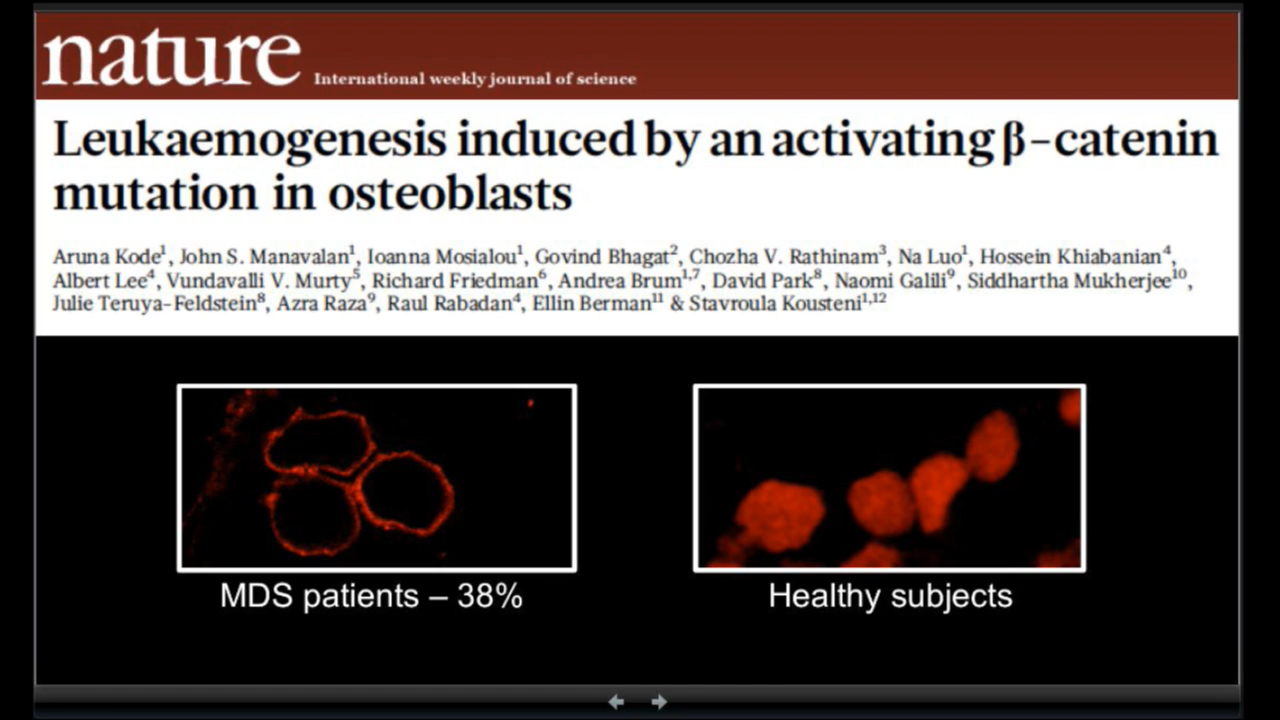 nature International weekly journal of science
Leukaemogenesis induced by an activating β-catenin
mutation in osteoblasts
Aruna Kode1, John S. Manavalan1, Ioanna Mosialou1, Govind Bhagat2, Chozha V. Rathinam3, Na Luo1, Hossein Khiabanian4,
Albert Lee4, Vundavalli V. Murty5, Richard Friedman6, Andrea Brum1,7, David Park8, Naomi Galili9, Siddhartha Mukherjee10,
Julie Teruya-Feldstein8, Azra Raza9, Raul Rabadan4, Ellin Berman11 & Stavroula Kousteni1,12
MDS patients – 38%
Healthy subjects